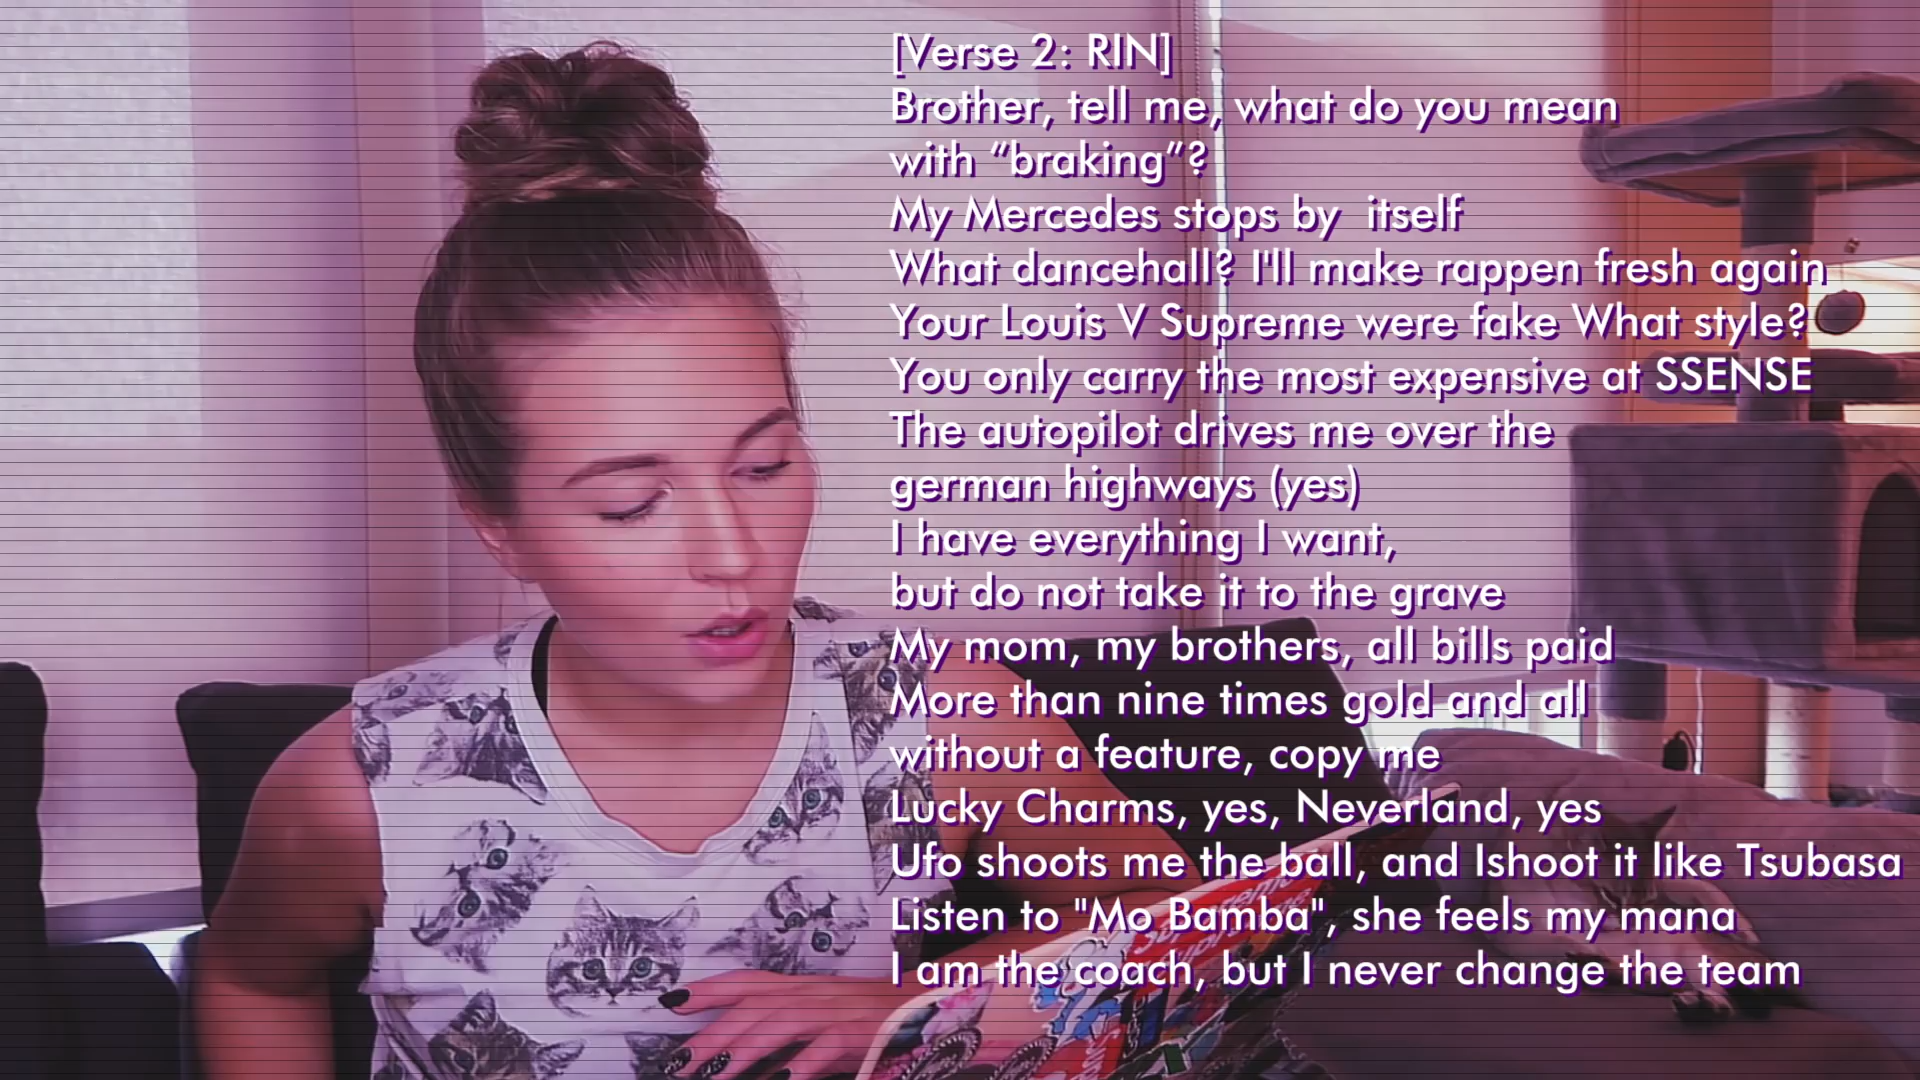 [Verse 2: RIN]
Brother, tell me, what do you mean
with “braking”?
My Mercedes stops by  itself
What dancehall? I'll make rappen fresh again
Your Louis V Supreme were fake What style?
You only carry the most expensive at SSENSE
The autopilot drives me over the
german highways (yes)
I have everything I want,
but do not take it to the grave
My mom, my brothers, all bills paid
More than nine times gold and all
without a feature, copy me
Lucky Charms, yes, Neverland, yes
Ufo shoots me the ball, and Ishoot it like Tsubasa
Listen to "Mo Bamba", she feels my mana
I am the coach, but I never change the team